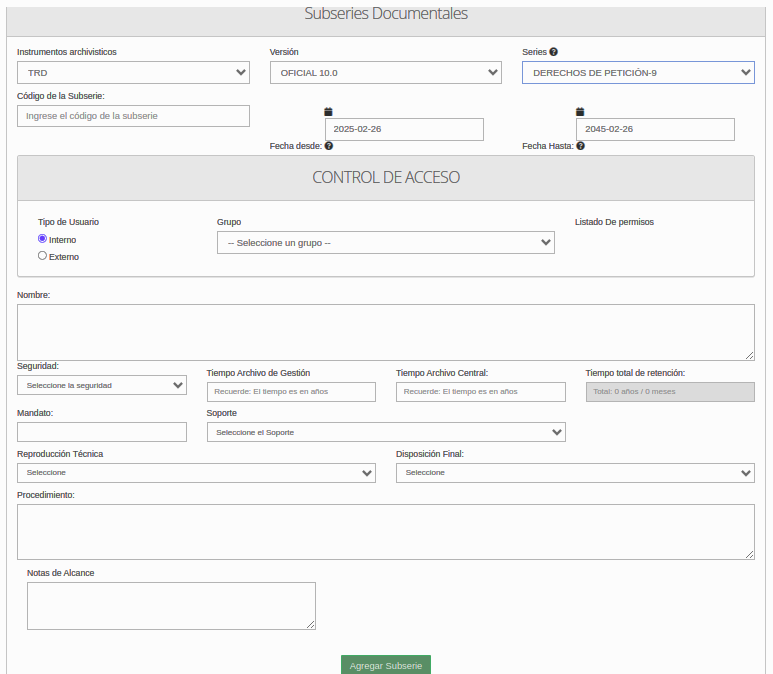 Subseries Documentales
Instrumentos archivisticos
Versión
Series
TRD
OFICIAL 10.0
DERECHOS DE PETICIÓN-9
Código de la Subserie:
Ingrese el código de la subserie
2025-02-26
2045-02-26
Fecha desde:
Fecha Hasta:
CONTROL DE ACCESO
Tipo de Usuario
Grupo
Listado De permisos
Interno
-- Seleccione un grupo --
Externo
Nombre:
Seguridad:
Tiempo Archivo de Gestión
Tiempo Archivo Central:
Tiempo total de retención:
Seleccione la seguridad
Recuerde: El tiempo es en años
Recuerde: El tiempo es en años
Total: 0 años / 0 meses
Mandato:
Soporte
Seleccione el Soporte
Reproducción Técnica
Disposición Final:
Seleccione
Seleccione
Procedimiento:
Notas de Alcance
Agregar Subserie